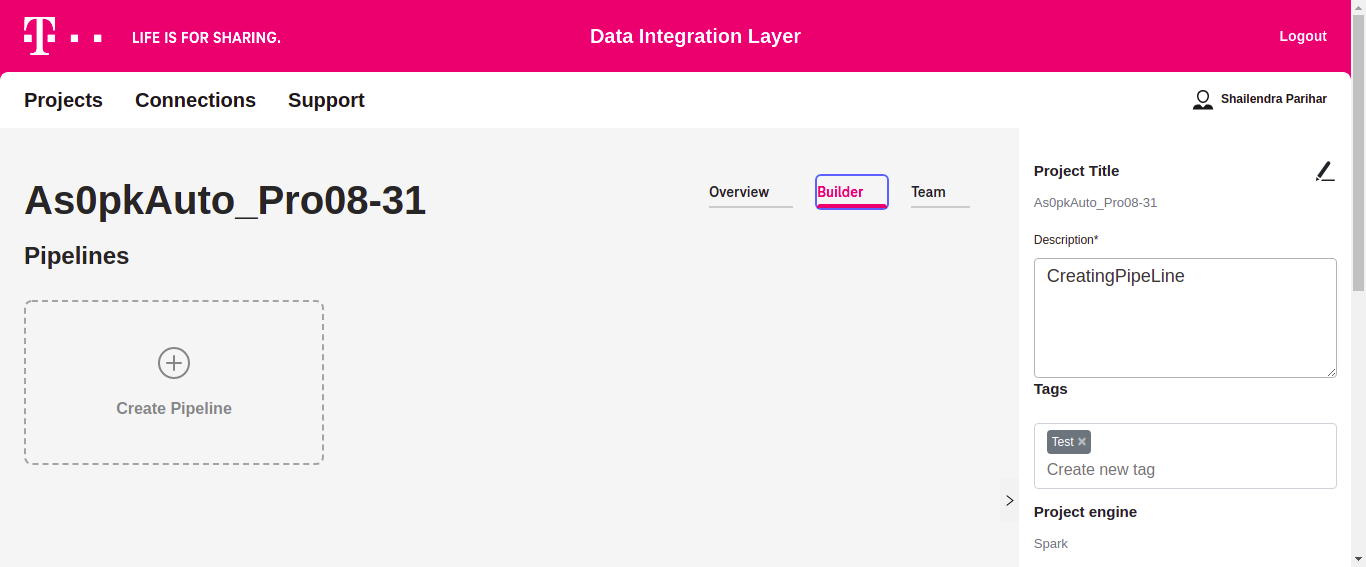 T
LIFE IS FOR SHARING.
Data Integration Layer
Logout
Projects
Connections
Support
Shailendra Parihar
As0pkAuto_Pro08-31
Overview
Builder
Team
Pipelines
Create Pipeline
Project Title
As0pkAuto_Pro08-31
Description*
CreatingPipeLine
Tags
Test ×
Create new tag
Project engine
Spark